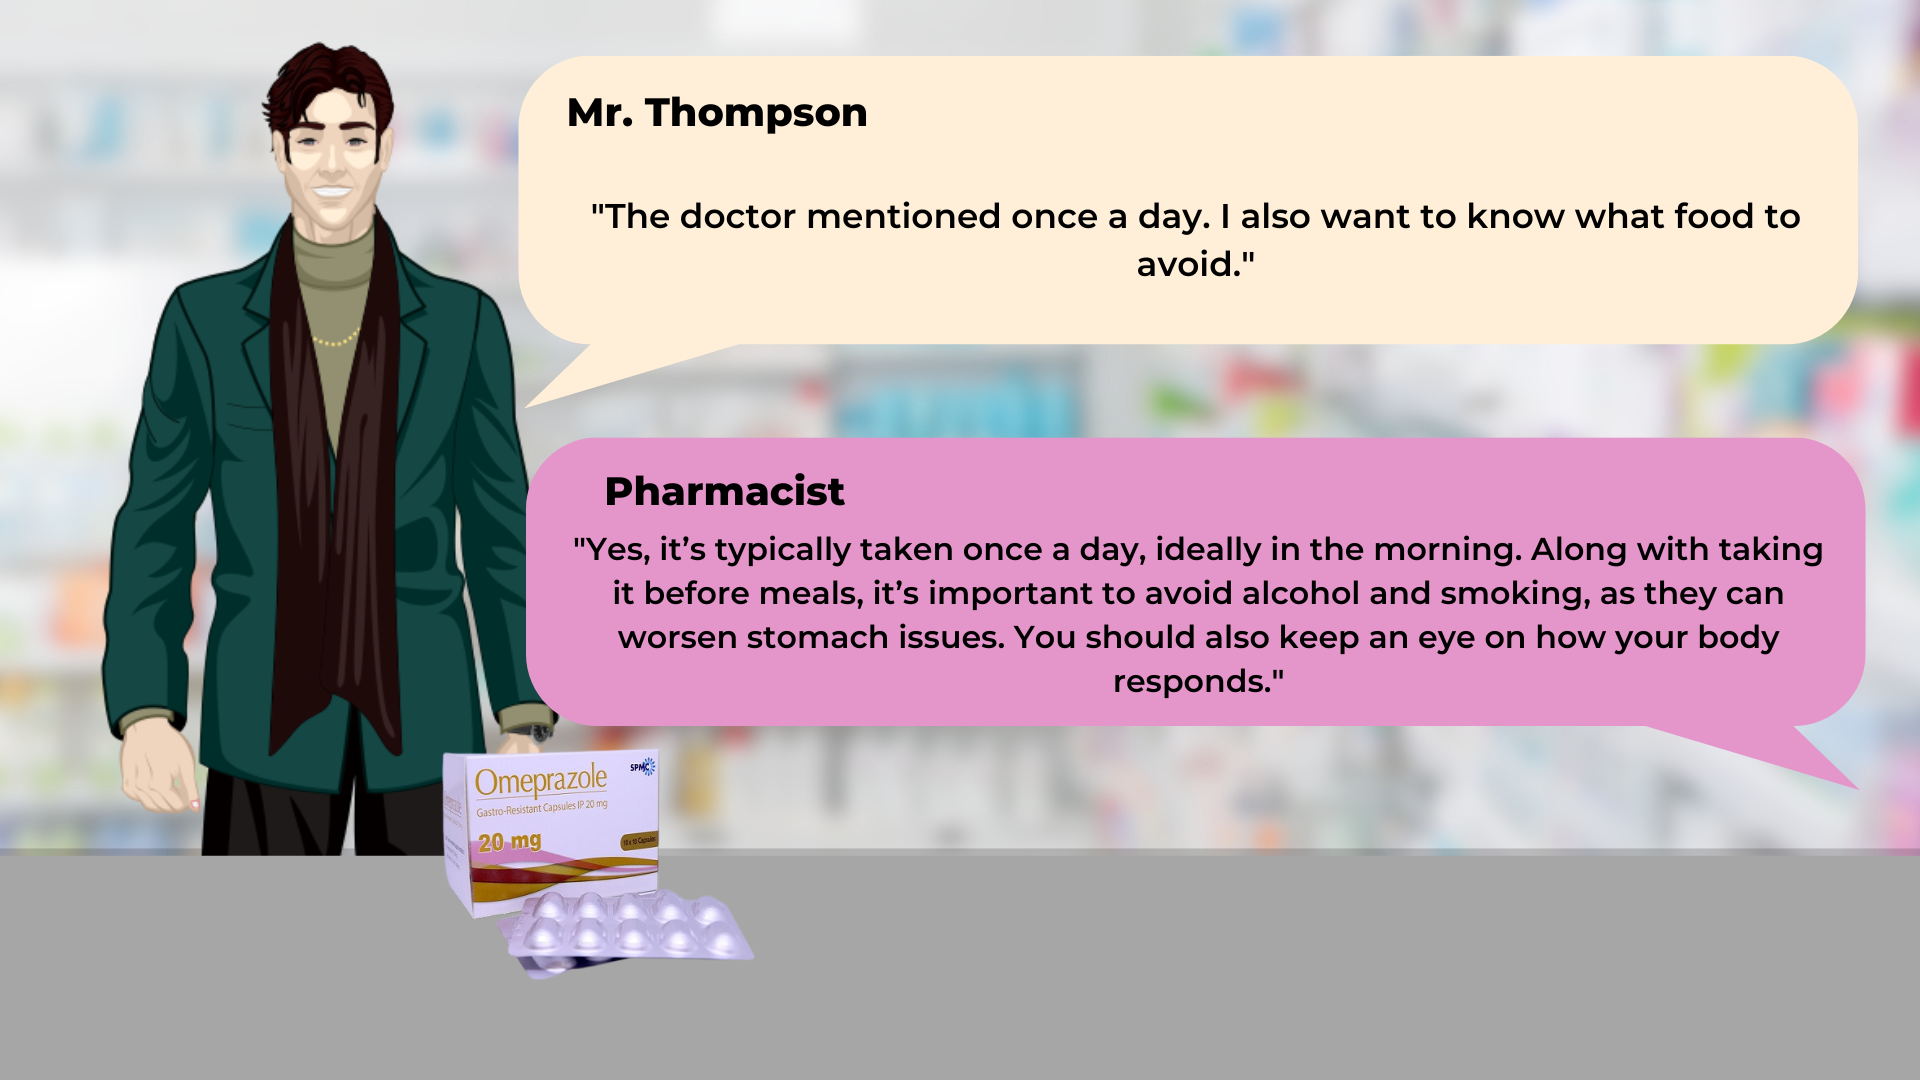 Mr. Thompson
"The doctor mentioned once a day. I also want to know what food to
avoid."
Pharmacist
"Yes, it’s typically taken once a day, ideally in the morning. Along with taking
it before meals, it’s important to avoid alcohol and smoking, as they can
worsen stomach issues. You should also keep an eye on how your body
responds."
SPMC
Omeprazole
Gastro-Resistant Capsules IP 20 mg
20 mg
10 x 10 Capsules